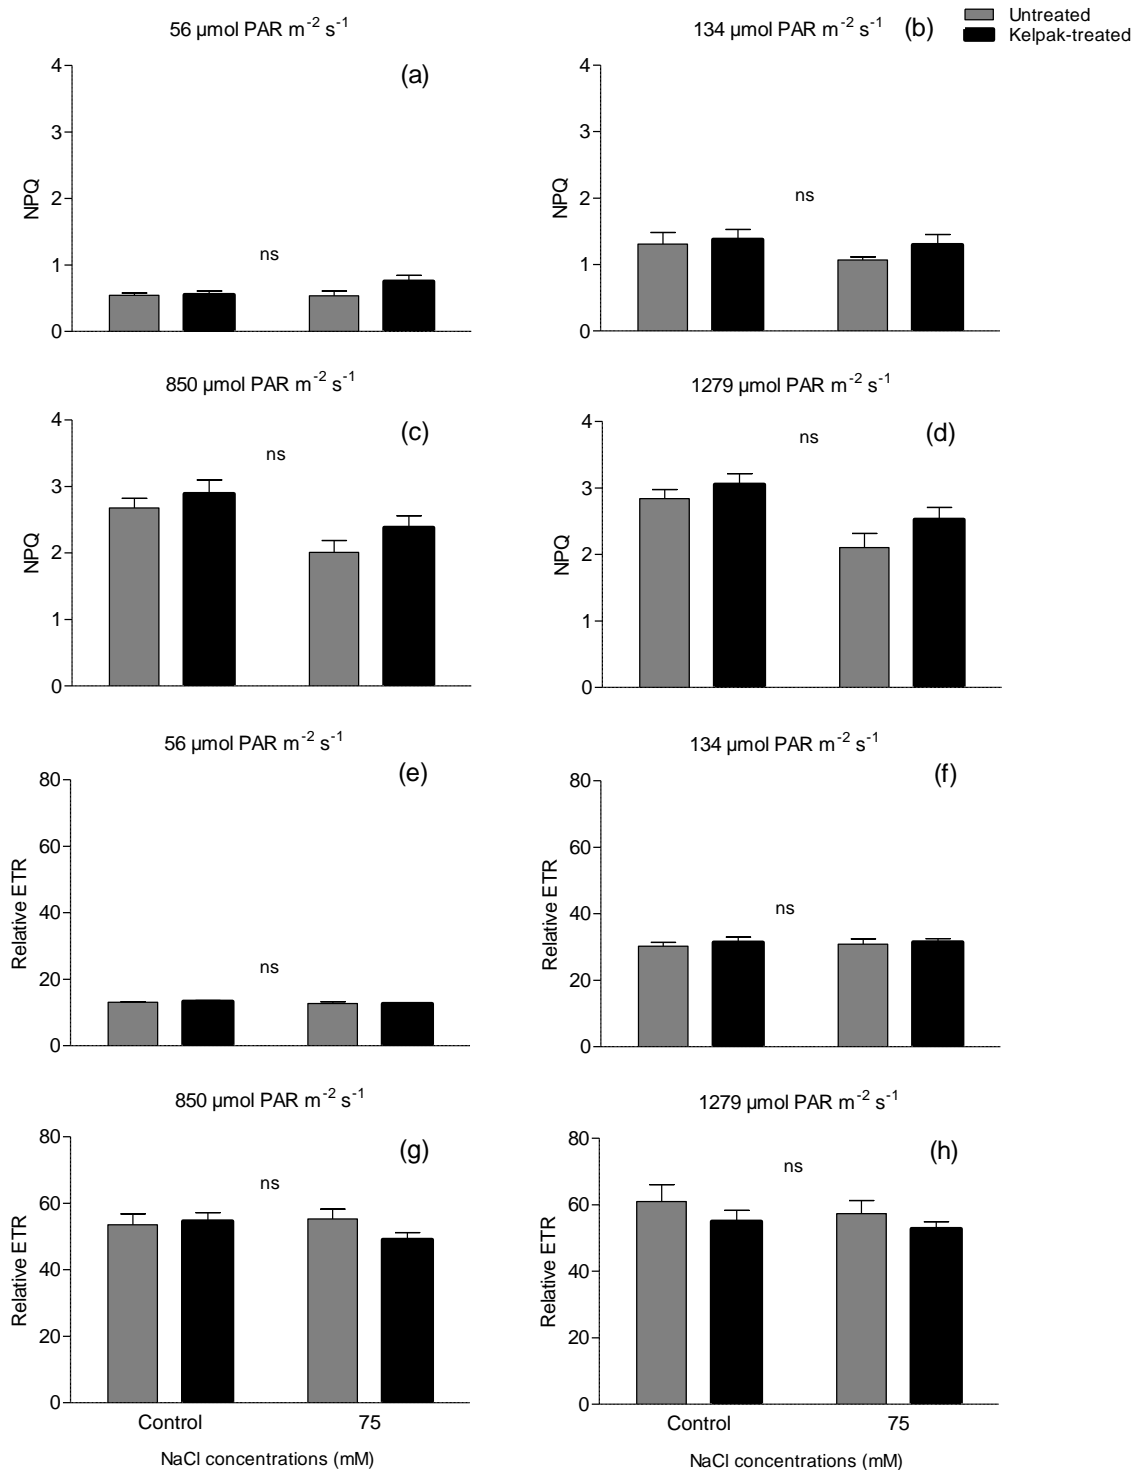 56 µmol PAR m⁻² s⁻¹
134 µmol PAR m⁻² s⁻¹
(b)
Untreated
Kelpak-treated
(a)
4
3
2
1
0
NPQ
ns
4
3
2
1
0
NPQ
ns
850 µmol PAR m⁻² s⁻¹
1279 µmol PAR m⁻² s⁻¹
(c)
4
3
2
1
0
NPQ
ns
(d)
4
3
2
1
0
NPQ
ns
56 µmol PAR m⁻² s⁻¹
134 µmol PAR m⁻² s⁻¹
(e)
80
60
40
20
0
Relative ETR
ns
(f)
80
60
40
20
0
Relative ETR
ns
850 µmol PAR m⁻² s⁻¹
1279 µmol PAR m⁻² s⁻¹
(g)
80
60
40
20
0
Relative ETR
ns
Control
75
NaCl concentrations (mM)
(h)
80
60
40
20
0
Relative ETR
ns
Control
75
NaCl concentrations (mM)